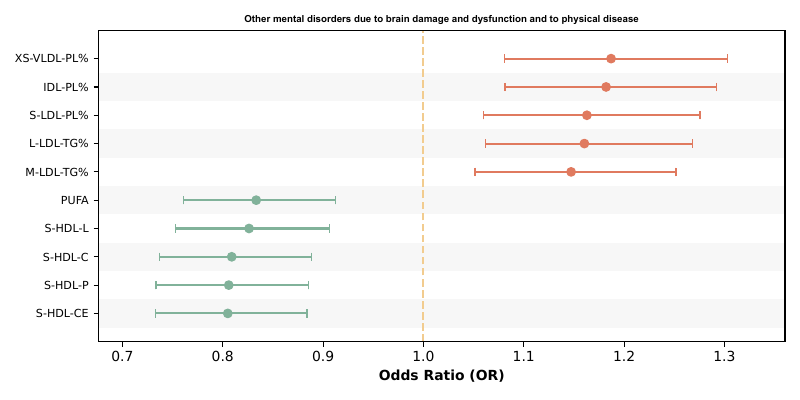 Other mental disorders due to brain damage and dysfunction and to physical disease
XS-VLDL-PL%
IDL-PL%
S-LDL-PL%
L-LDL-TG%
M-LDL-TG%
PUFA
S-HDL-L
S-HDL-C
S-HDL-P
S-HDL-CE
0.7 0.8 0.9 1.0 1.1 1.2 1.3
Odds Ratio (OR)